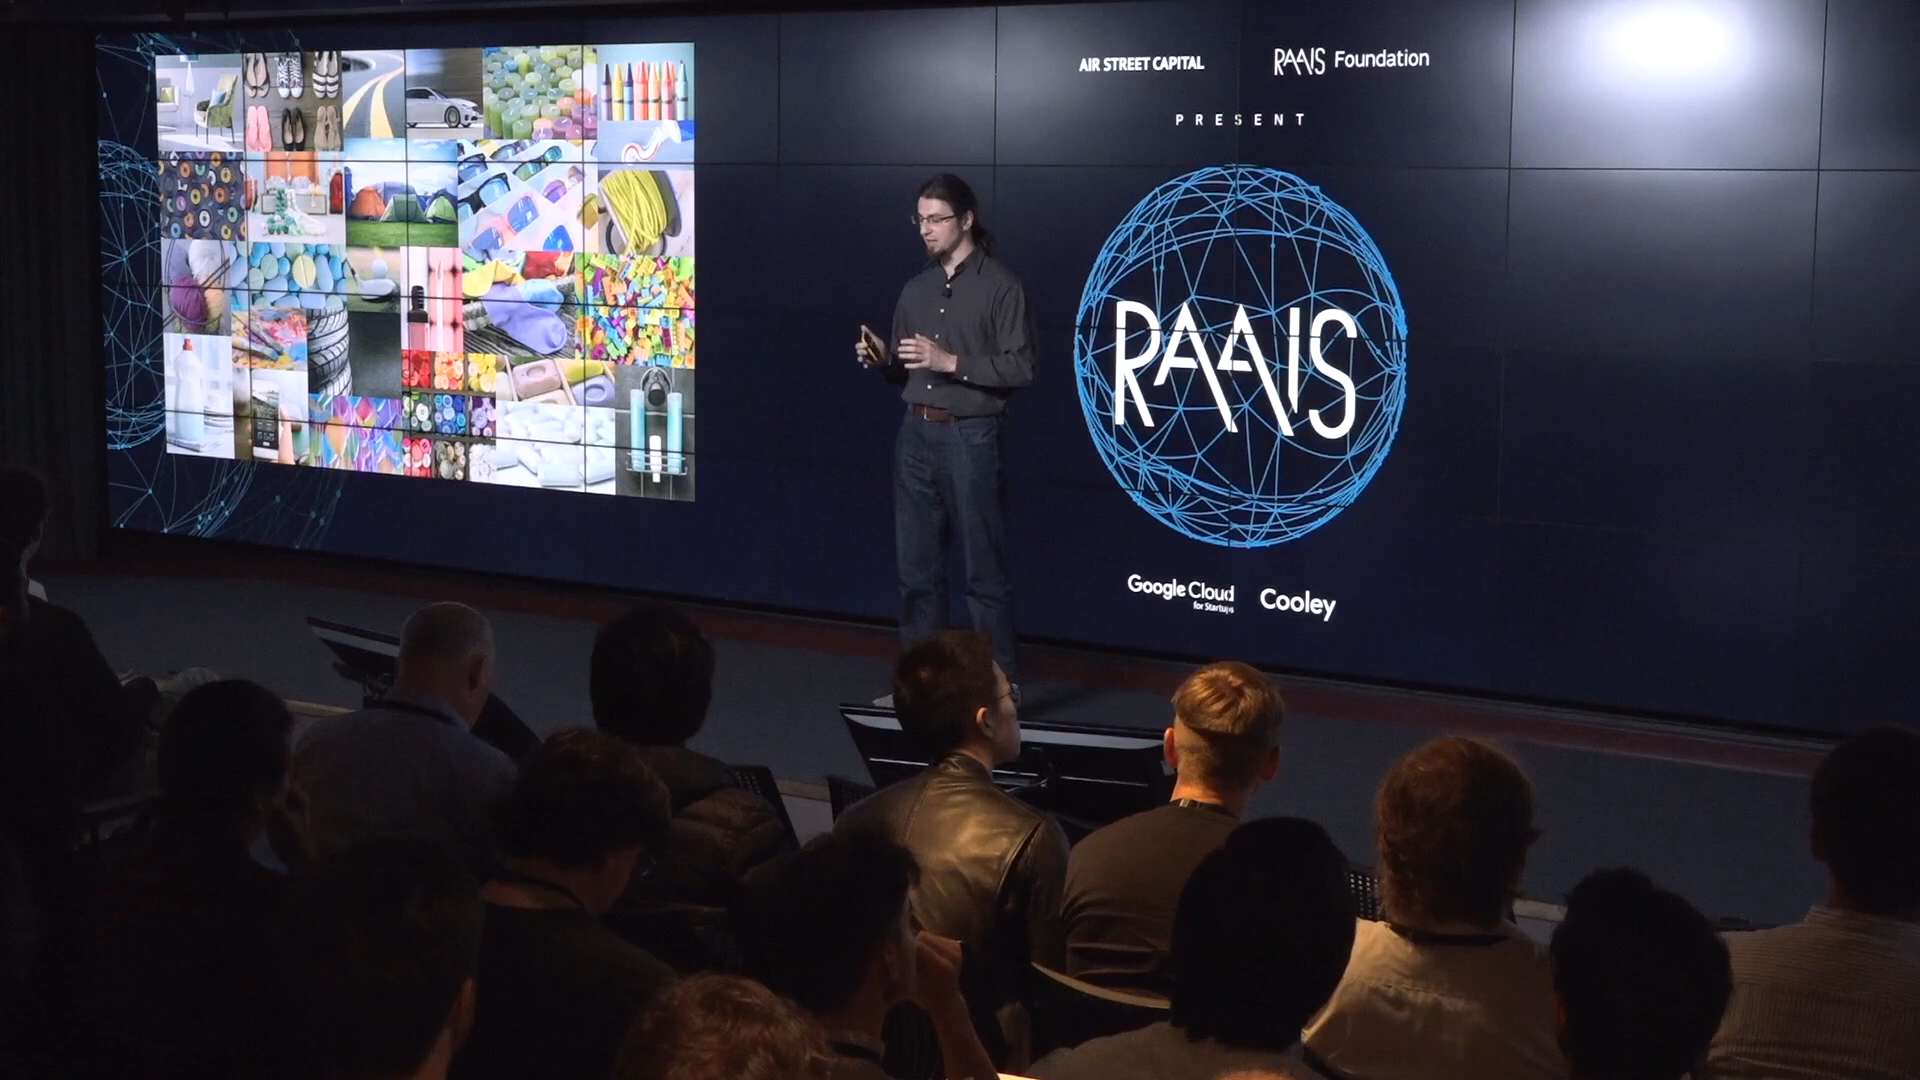 AIR STREET CAPITAL
RAAIS Foundation
PRESENT
RAAIS
Google Cloud
for Startups
Cooley